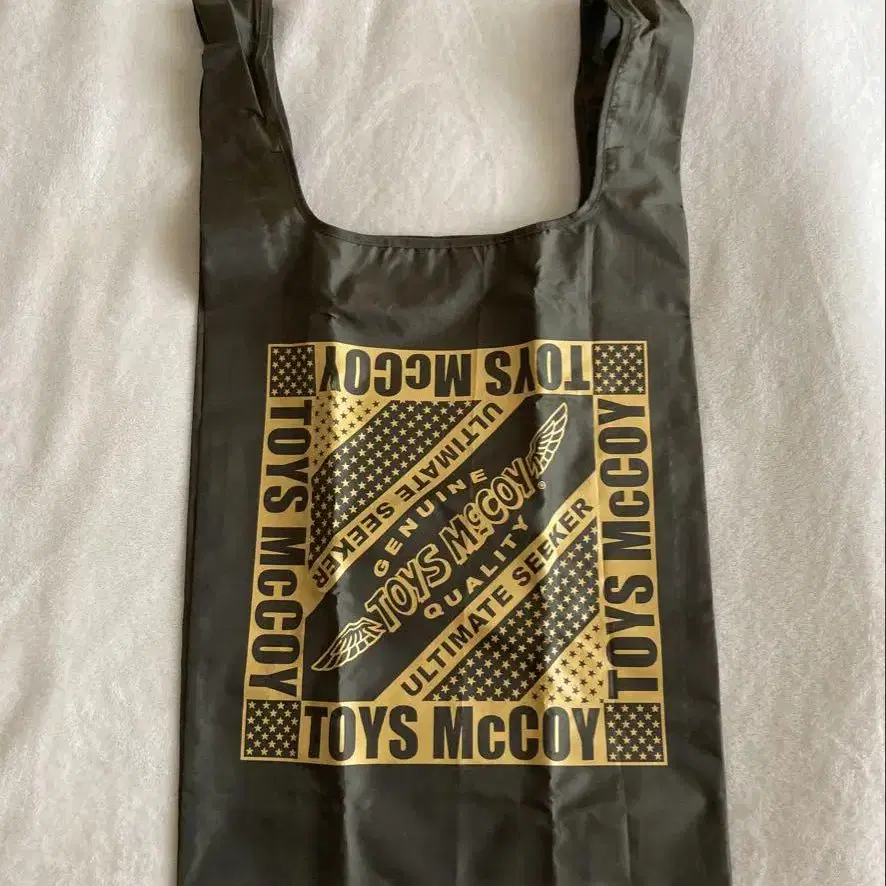 TOYS McCOY
TOYS McCOY
TOYS McCOY
ULTIMATE SEEKER
GENUINE
TOYS McCOY®
QUALITY
ULTIMATE SEEKER
TOYS McCOY